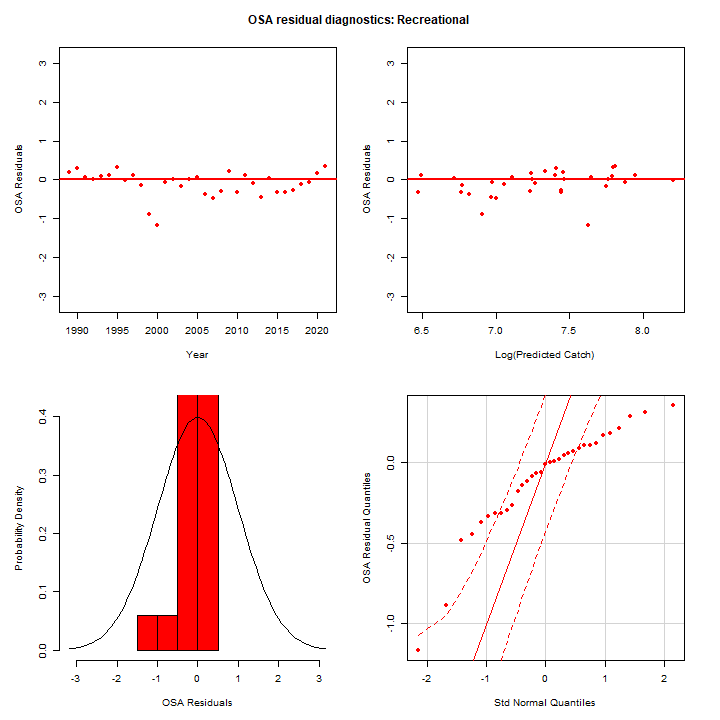 OSA residual diagnostics: Recreational
OSA Residuals
3
2
1
0
-1
-2
-3
1990 1995 2000 2005 2010 2015 2020
Year
OSA Residuals
3
2
1
0
-1
-2
-3
6.5 7.0 7.5 8.0
Log(Predicted Catch)
Probability Density
0.4
0.3
0.2
0.1
0.0
-3 -2 -1 0 1 2 3
OSA Residuals
OSA Residual Quantiles
0.0
-0.5
-1.0
-2 -1 0 1 2
Std Normal Quantiles